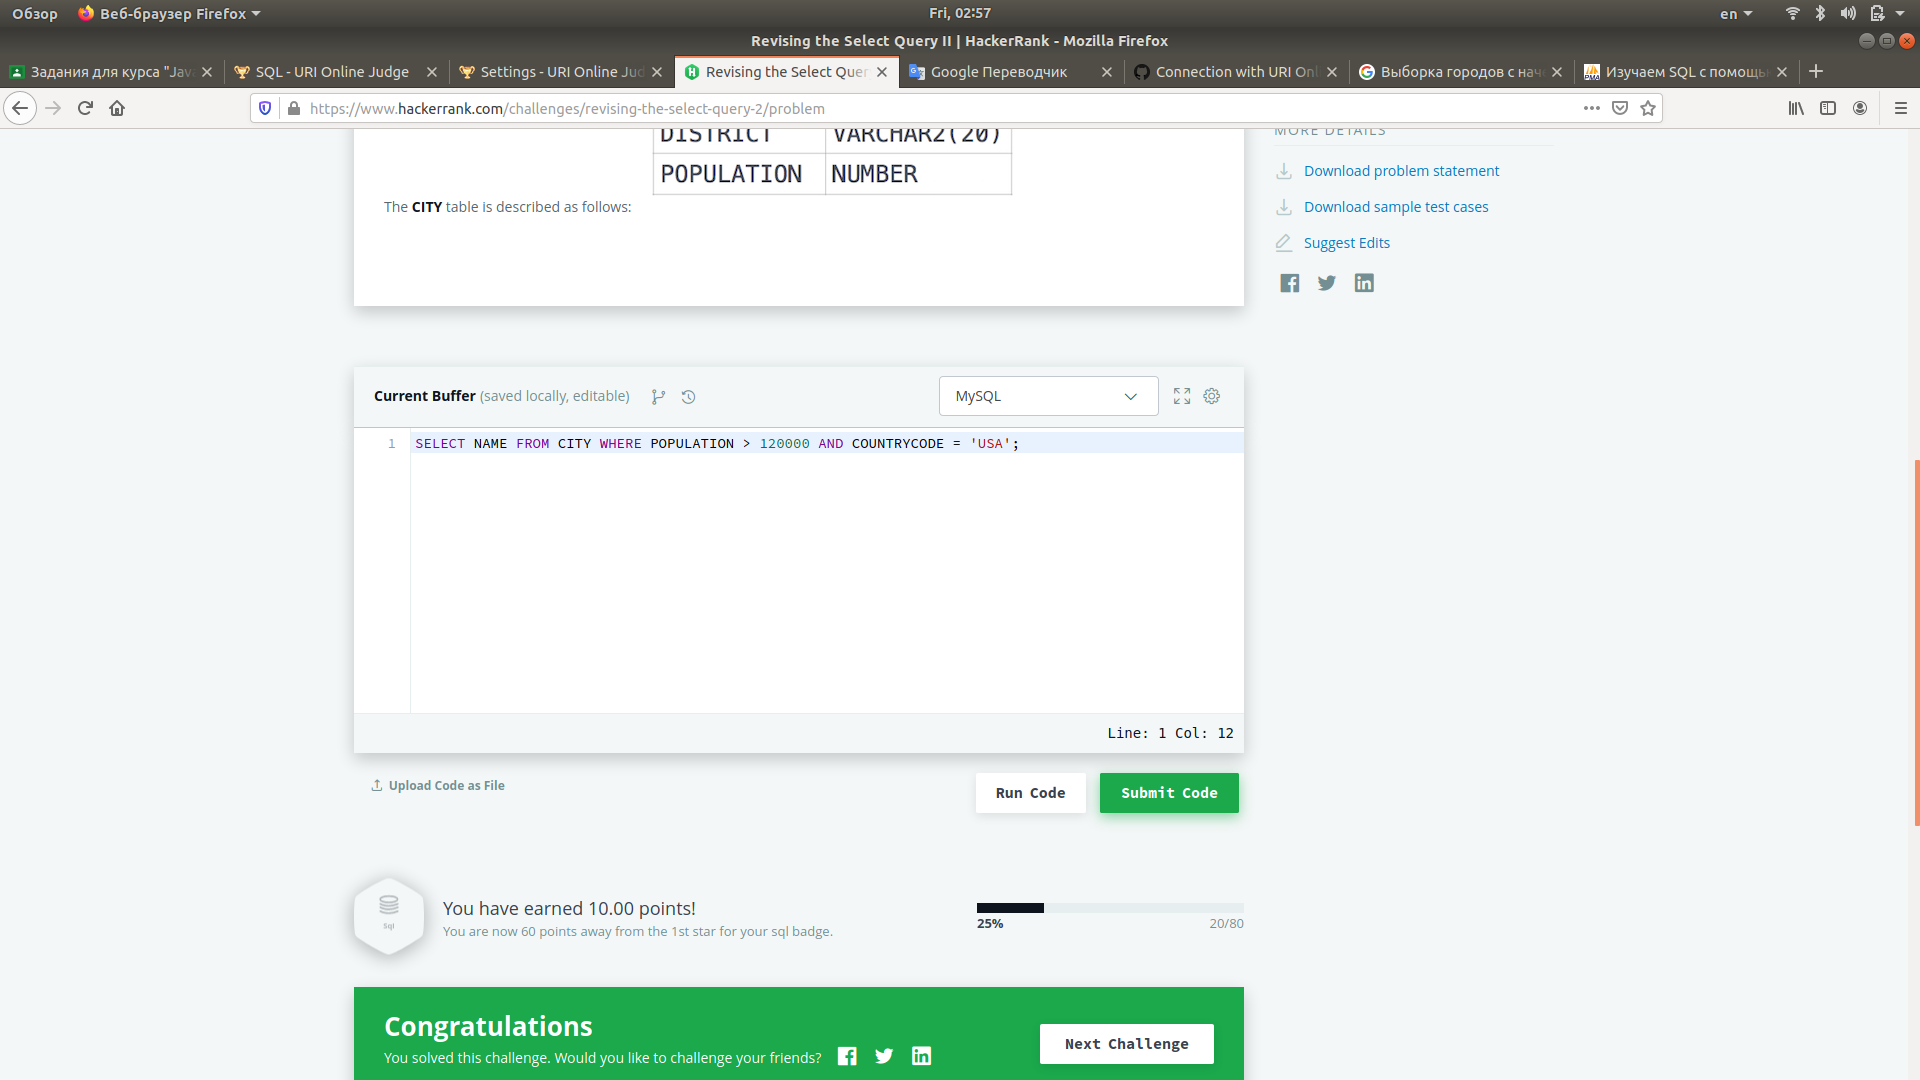 Обзор
Веб-браузер Firefox
Fri, 02:57
en
Revising the Select Query II | HackerRank - Mozilla Firefox
Задания для курса "Java
SQL - URI Online Judge
Settings - URI Online Jud
Revising the Select Quer
Google Переводчик
Connection with URI Onl
Выборка городов с наче
Изучаем SQL с помощью
https://www.hackerrank.com/challenges/revising-the-select-query-2/problem
DISTRICT VARCHAR2(20)
POPULATION NUMBER
The CITY table is described as follows:
MORE DETAILS
Download problem statement
Download sample test cases
Suggest Edits
Current Buffer (saved locally, editable)
MySQL
1 SELECT NAME FROM CITY WHERE POPULATION > 120000 AND COUNTRYCODE = 'USA';
Line: 1 Col: 12
Upload Code as File
Run Code
Submit Code
Sql
You have earned 10.00 points!
You are now 60 points away from the 1st star for your sql badge.
25%
20/80
Congratulations
You solved this challenge. Would you like to challenge your friends?
Next Challenge